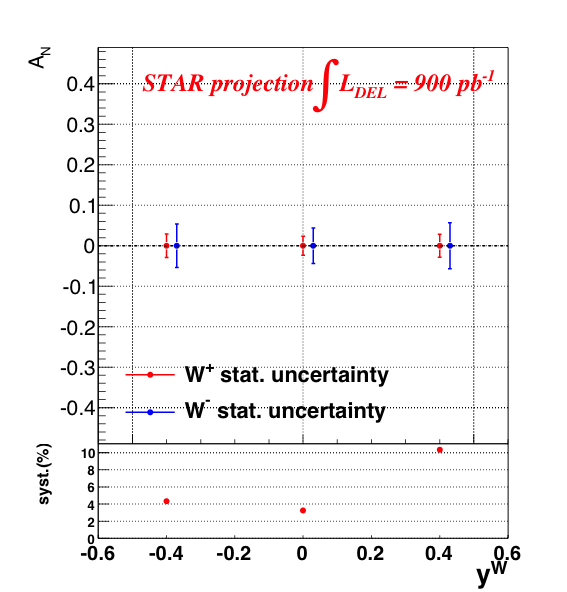 A_N
STAR projection ∫ L_DEL = 900 pb^-1
0.4
0.3
0.2
0.1
0
-0.1
-0.2
-0.3
-0.4
W^+ stat. uncertainty
W^- stat. uncertainty
syst.(%)
10
8
6
4
2
0
-0.6 -0.4 -0.2 0 0.2 0.4 0.6
y^W